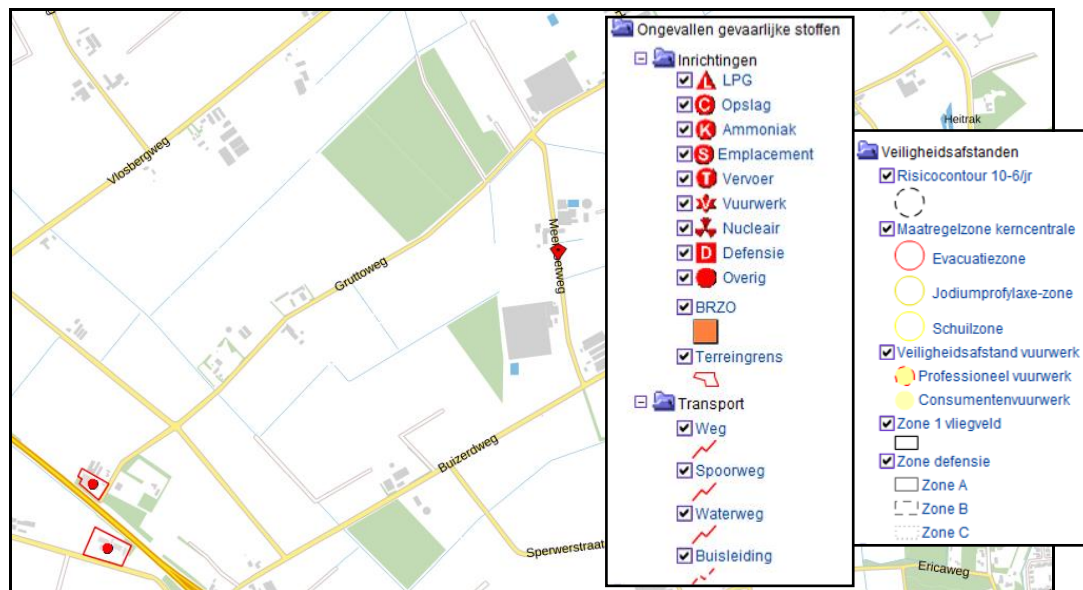 Vlosbergweg
Gruttoweg
Buizerdweg
Sperwerstraat
Heitrak
Ericaweg
Ongevallen gevaarlijke stoffen
Inrichtingen
L LPG
C Opslag
K Ammoniak
S Emplacement
T Vervoer
V Vuurwerk
Nucleair
D Defensie
Overig
BRZO
Terreingrens
Transport
Weg
Spoorweg
Waterweg
Buisleiding
Veiligheidsafstanden
Risicocontour 10-6/jr
Maatregelzone kerncentrale
Evacuatiezone
Jodiumprofylaxe-zone
Schuilzone
Veiligheidsafstand vuurwerk
Professioneel vuurwerk
Consumentenvuurwerk
Zone 1 vliegveld
Zone defensie
Zone A
Zone B
Zone C